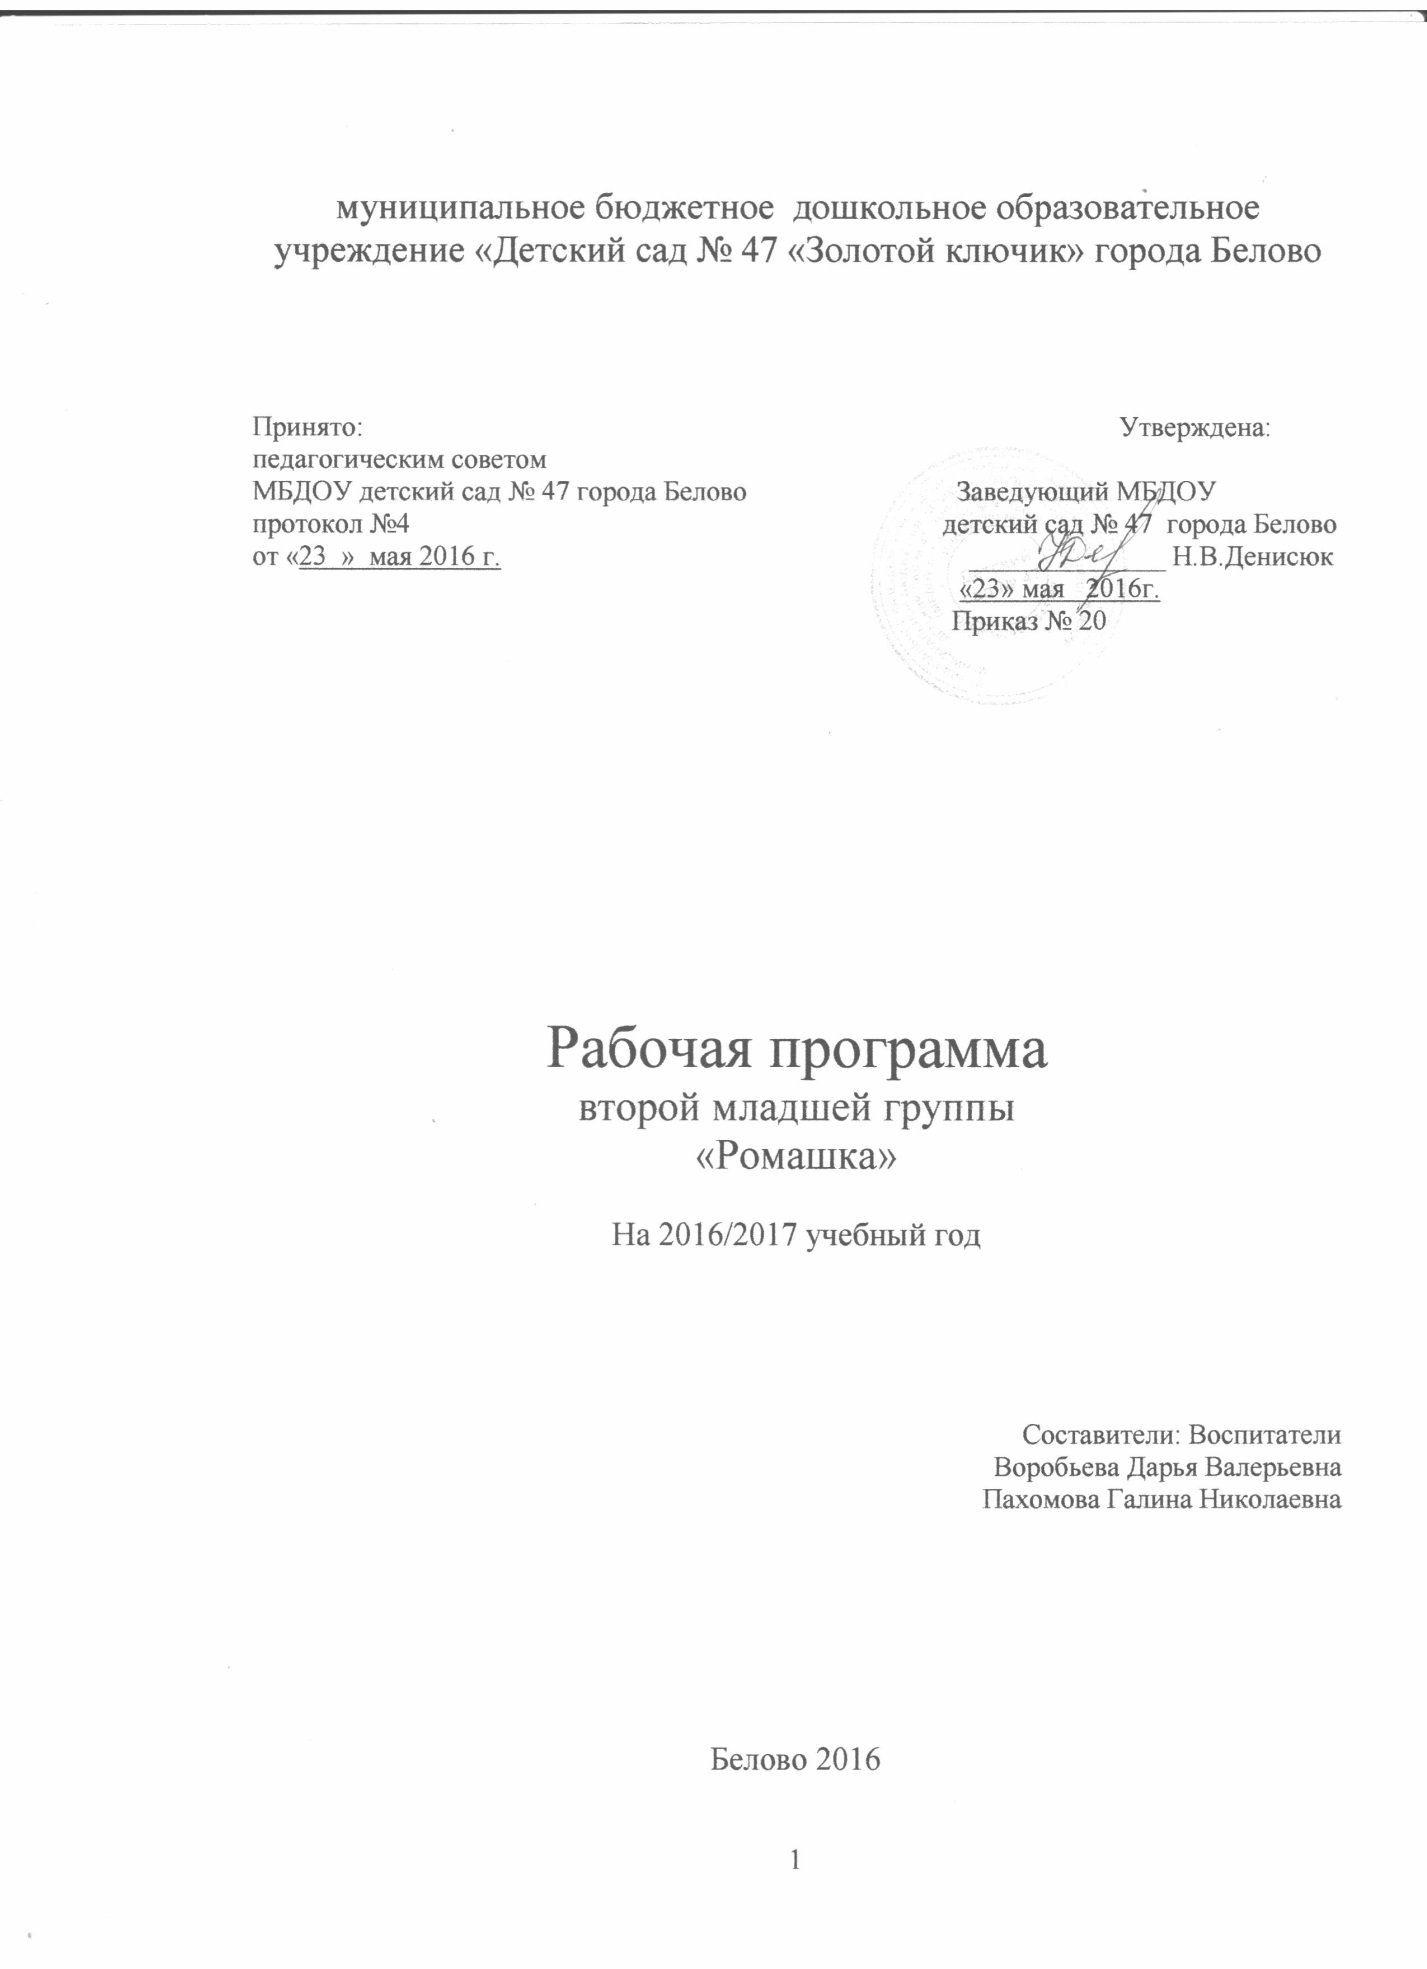 муниципальное бюджетное дошкольное образовательное
учреждение «Детский сад № 47 «Золотой ключик» города Белово
Принято:
педагогическим советом
МБДОУ детский сад № 47 города Белово
протокол №4
от «23 » мая 2016 г.
Утверждена:
Заведующий МБДОУ
детский сад № 47 города Белово
Н.В.Денисюк
«23» мая 2016г.
Приказ № 20
Рабочая программа
второй младшей группы
«Ромашка»
На 2016/2017 учебный год
Составители: Воспитатели
Воробьева Дарья Валерьевна
Пахомова Галина Николаевна
Белово 2016
1